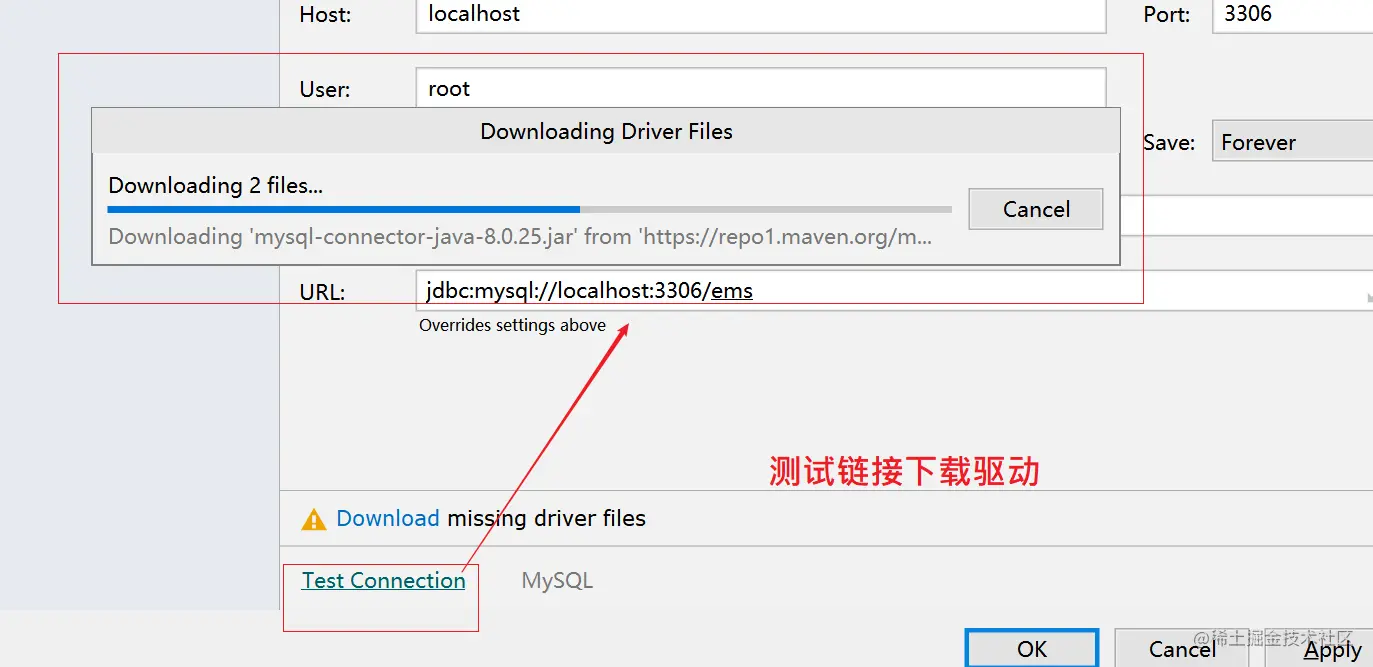 Host: localhost Port: 3306
User: root
Downloading Driver Files
Save: Forever
Downloading 2 files...
Cancel
Downloading 'mysql-connector-java-8.0.25.jar' from 'https://repo1.maven.org/m...
URL: jdbc:mysql://localhost:3306/ems
Overrides settings above
测试链接下载驱动
Download missing driver files
Test Connection MySQL
@稀土掘金技术社区
OK Cancel Apply